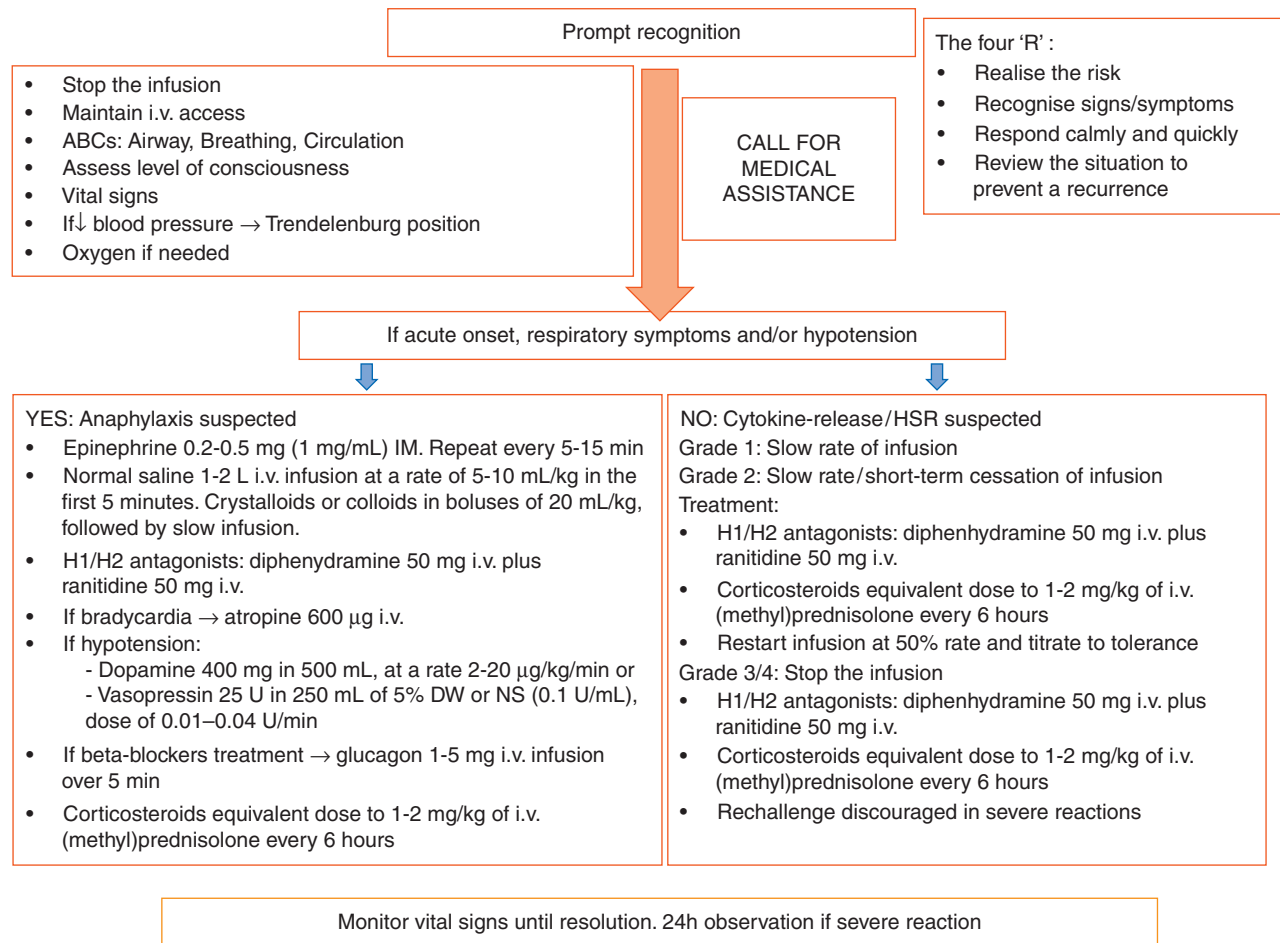 Prompt recognition
The four ‘R’ :
• Realise the risk
• Recognise signs/symptoms
• Respond calmly and quickly
• Review the situation to
prevent a recurrence
• Stop the infusion
• Maintain i.v. access
• ABCs: Airway, Breathing, Circulation
• Assess level of consciousness
• Vital signs
• If↓ blood pressure → Trendelenburg position
• Oxygen if needed
CALL FOR
MEDICAL
ASSISTANCE
If acute onset, respiratory symptoms and/or hypotension
YES: Anaphylaxis suspected
• Epinephrine 0.2-0.5 mg (1 mg/mL) IM. Repeat every 5-15 min
• Normal saline 1-2 L i.v. infusion at a rate of 5-10 mL/kg in the
first 5 minutes. Crystalloids or colloids in boluses of 20 mL/kg,
followed by slow infusion.
• H1/H2 antagonists: diphenydramine 50 mg i.v. plus
ranitidine 50 mg i.v.
• If bradycardia → atropine 600 µg i.v.
• If hypotension:
- Dopamine 400 mg in 500 mL, at a rate 2-20 µg/kg/min or
- Vasopressin 25 U in 250 mL of 5% DW or NS (0.1 U/mL),
dose of 0.01–0.04 U/min
• If beta-blockers treatment → glucagon 1-5 mg i.v. infusion
over 5 min
• Corticosteroids equivalent dose to 1-2 mg/kg of i.v.
(methyl)prednisolone every 6 hours
NO: Cytokine-release/HSR suspected
Grade 1: Slow rate of infusion
Grade 2: Slow rate/short-term cessation of infusion
Treatment:
• H1/H2 antagonists: diphenhydramine 50 mg i.v. plus
ranitidine 50 mg i.v.
• Corticosteroids equivalent dose to 1-2 mg/kg of i.v.
(methyl)prednisolone every 6 hours
• Restart infusion at 50% rate and titrate to tolerance
Grade 3/4: Stop the infusion
• H1/H2 antagonists: diphenhydramine 50 mg i.v. plus
ranitidine 50 mg i.v.
• Corticosteroids equivalent dose to 1-2 mg/kg of i.v.
(methyl)prednisolone every 6 hours
• Rechallenge discouraged in severe reactions
Monitor vital signs until resolution. 24h observation if severe reaction